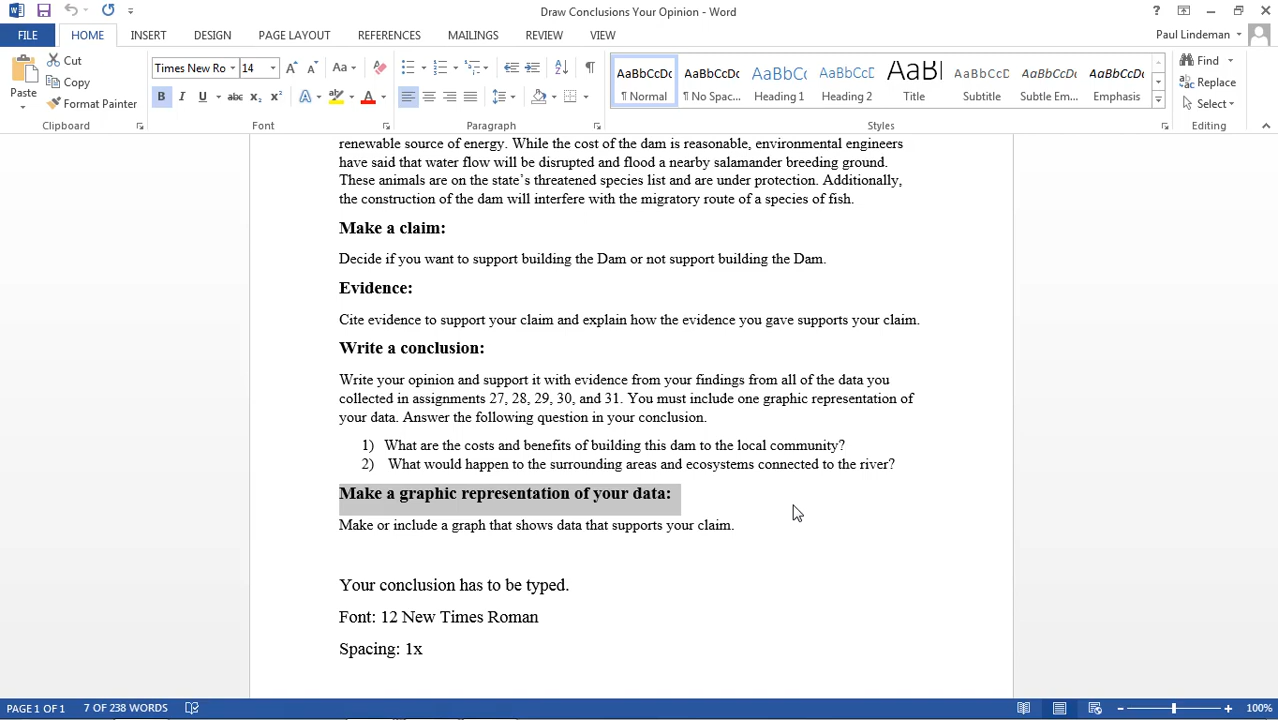 Draw Conclusions Your Opinion - Word
FILE HOME INSERT DESIGN PAGE LAYOUT REFERENCES MAILINGS REVIEW VIEW Paul Lindeman
Paste Cut Copy Format Painter
Times New Ro 14 Aa
B I U abc x₂ x² A A
AaBbCcDc AaBbCcDc AaBbCc AaBbCcD AaBl AaBbCcD AaBbCcDc AaBbCcDc
¶ Normal ¶ No Spac... Heading 1 Heading 2 Title Subtitle Subtle Em... Emphasis
Find Replace Select
Clipboard Font Paragraph Styles Editing
renewable source of energy. While the cost of the dam is reasonable, environmental engineers
have said that water flow will be disrupted and flood a nearby salamander breeding ground.
These animals are on the state's threatened species list and are under protection. Additionally,
the construction of the dam will interfere with the migratory route of a species of fish.
Make a claim:
Decide if you want to support building the Dam or not support building the Dam.
Evidence:
Cite evidence to support your claim and explain how the evidence you gave supports your claim.
Write a conclusion:
Write your opinion and support it with evidence from your findings from all of the data you
collected in assignments 27, 28, 29, 30, and 31. You must include one graphic representation of
your data. Answer the following question in your conclusion.
1) What are the costs and benefits of building this dam to the local community?
2) What would happen to the surrounding areas and ecosystems connected to the river?
Make a graphic representation of your data:
Make or include a graph that shows data that supports your claim.
Your conclusion has to be typed.
Font: 12 New Times Roman
Spacing: 1x
PAGE 1 OF 1 7 OF 238 WORDS 100%